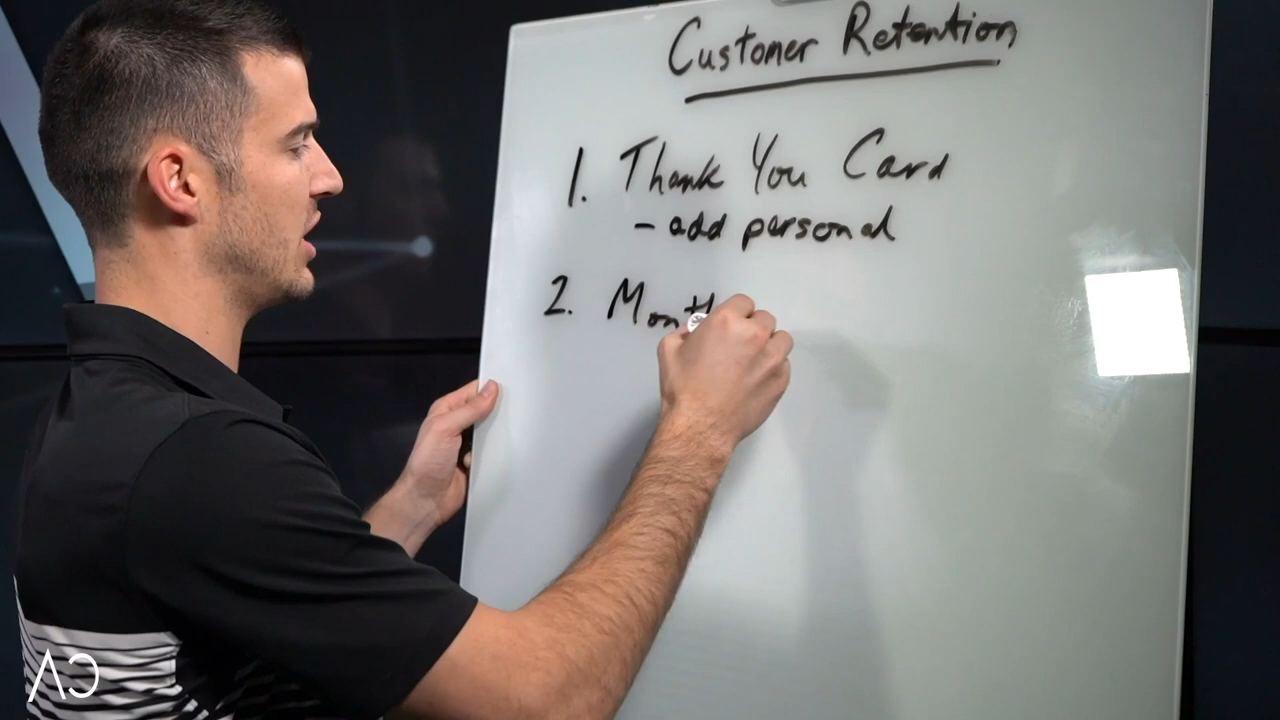 Customer Retention
1. Thank You Card
- add personal
2. Month